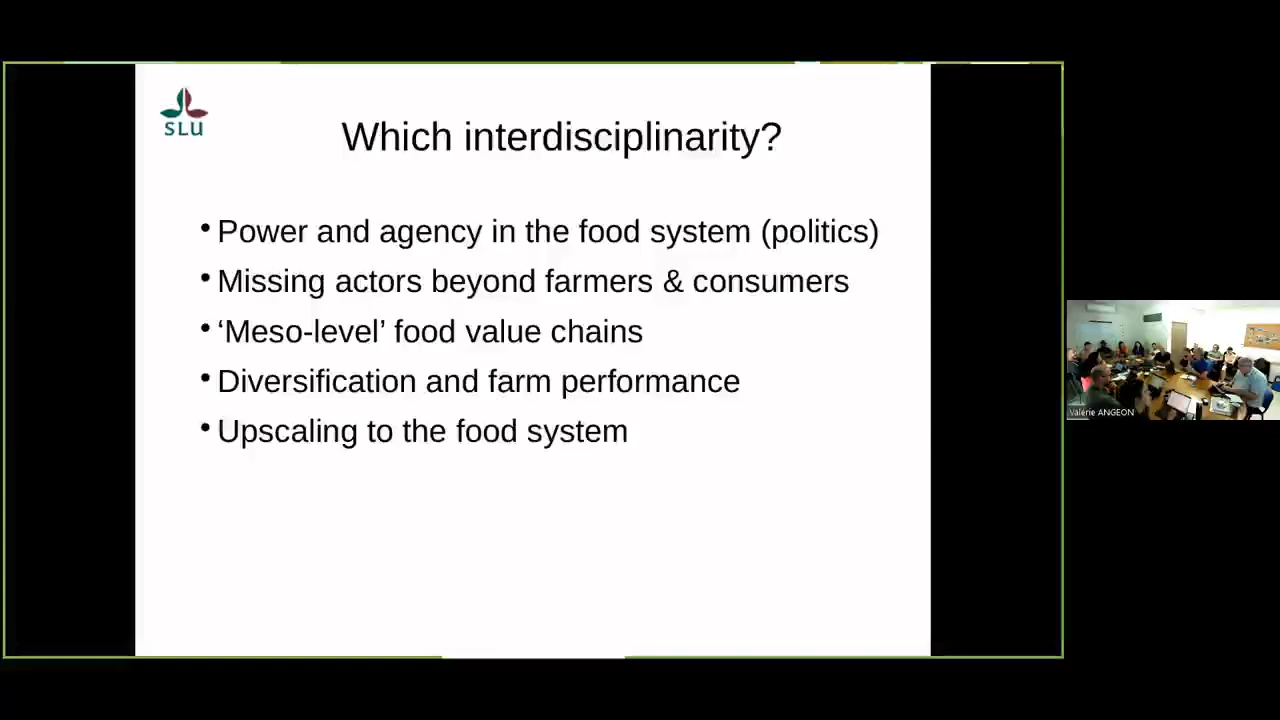 SLU
Which interdisciplinarity?
• Power and agency in the food system (politics)
• Missing actors beyond farmers & consumers
• ‘Meso-level’ food value chains
• Diversification and farm performance
• Upscaling to the food system
Valérie ANGEON